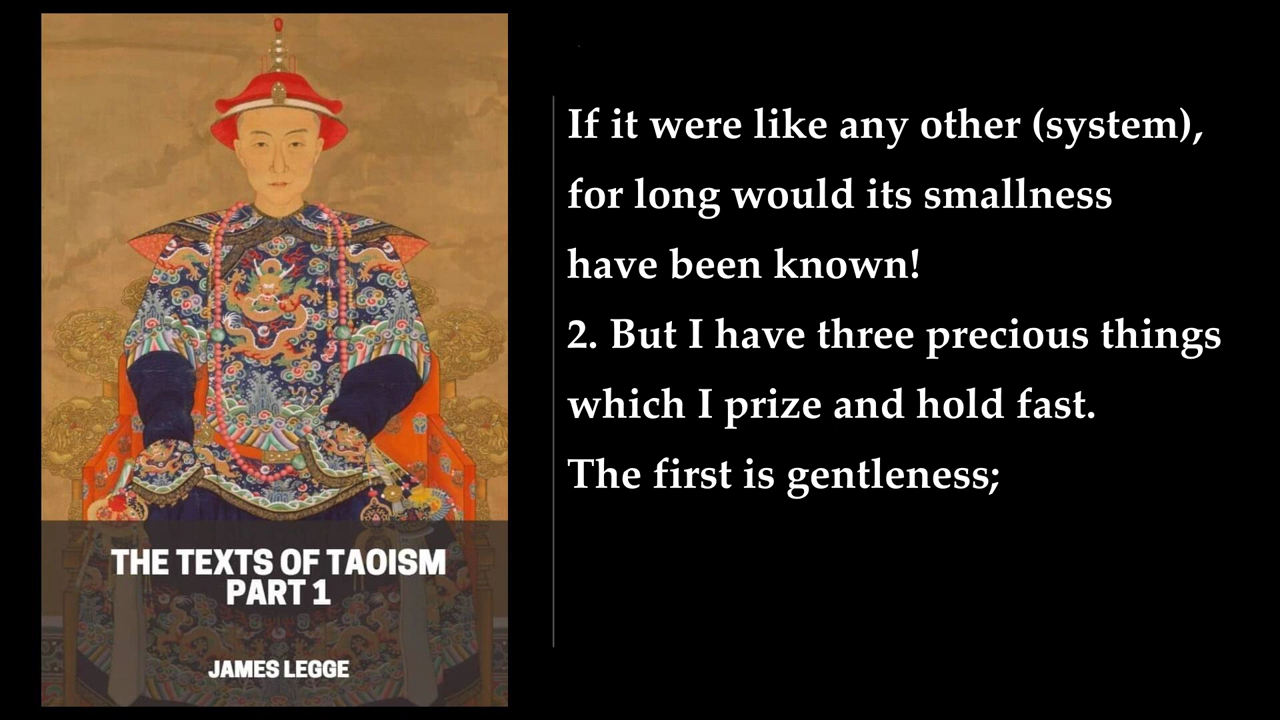 If it were like any other (system),
for long would its smallness
have been known!
2. But I have three precious things
which I prize and hold fast.
The first is gentleness;
THE TEXTS OF TAOISM
PART 1
JAMES LEGGE